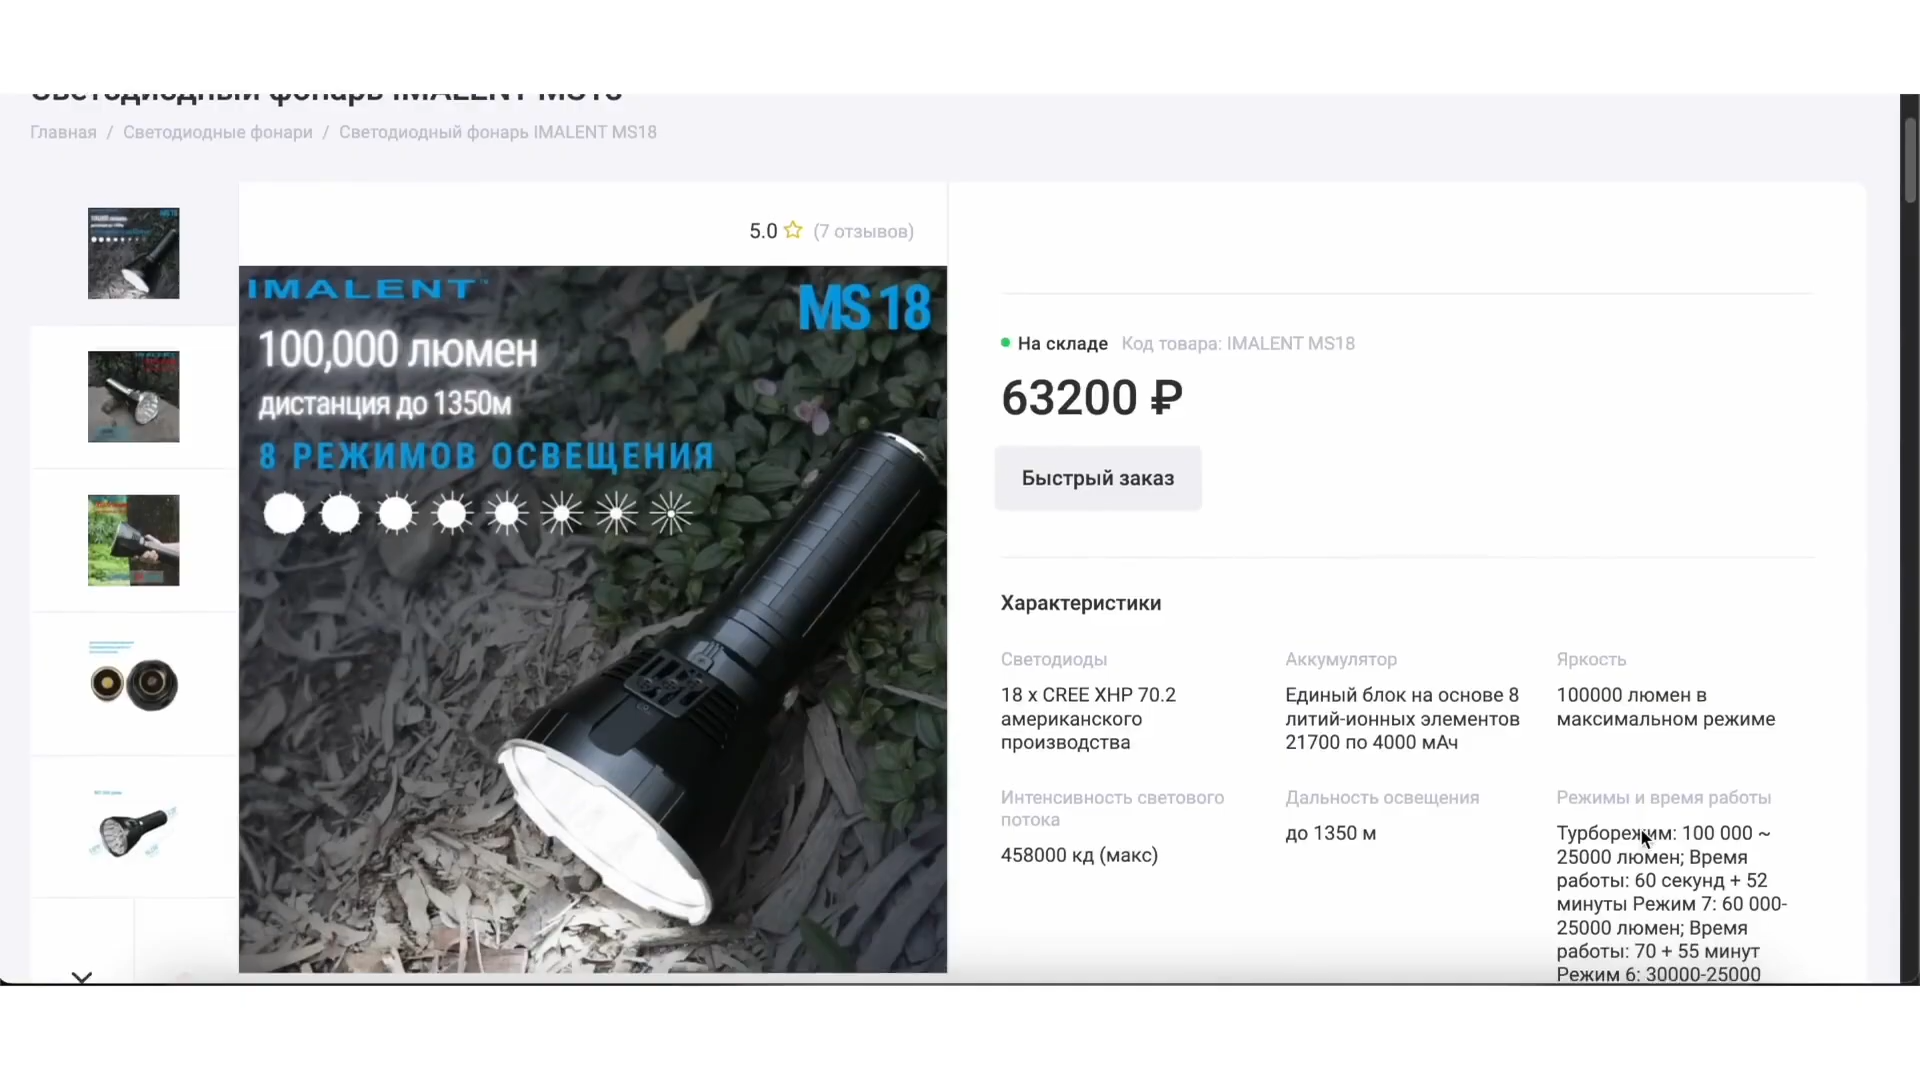 Светодиодный фонарь IMALENT MS18
Главная / Светодиодные фонари / Светодиодный фонарь IMALENT MS18
5.0 (7 отзывов)
IMALENT
MS 18
100,000 люмен
дистанция до 1350м
8 РЕЖИМОВ ОСВЕЩЕНИЯ
На складе Код товара: IMALENT MS18
63200 ₽
Быстрый заказ
Характеристики
Светодиоды
18 x CREE XHP 70.2
американского
производства
Аккумулятор
Единый блок на основе 8
литий-ионных элементов
21700 по 4000 мАч
Яркость
100000 люмен в
максимальном режиме
Интенсивность светового
потока
458000 кд (макс)
Дальность освещения
до 1350 м
Режимы и время работы
Турборежим: 100 000 ~
25000 люмен; Время
работы: 60 секунд + 52
минуты Режим 7: 60 000-
25000 люмен; Время
работы: 70 + 55 минут
Режим 6: 30000-25000